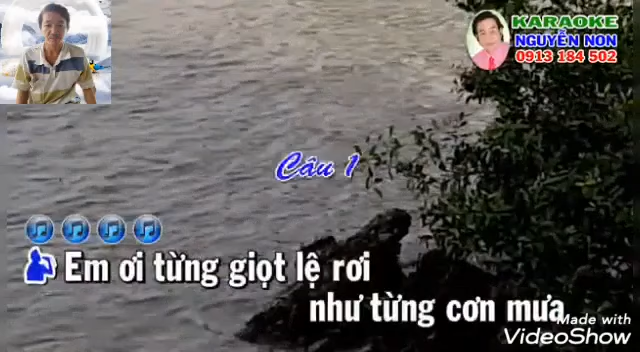 KARAOKE
NGUYỄN NON
0913 184 502
Câu 1
Em ơi từng giọt lệ rơi
như từng cơn mưa
Made with
VideoShow